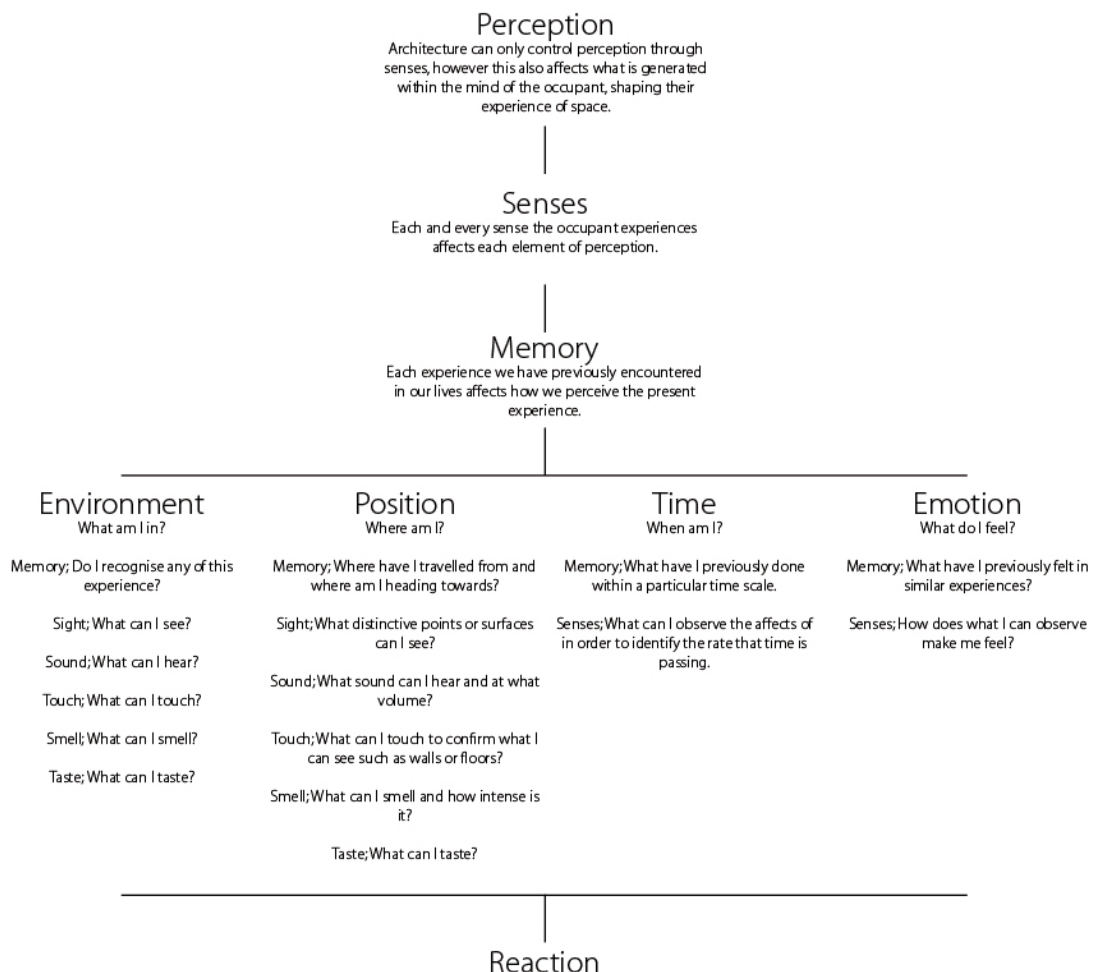 Perception
Architecture can only control perception through
senses, however this also affects what is generated
within the mind of the occupant, shaping their
experience of space.
Senses
Each and every sense the occupant experiences
affects each element of perception.
Memory
Each experience we have previously encountered
in our lives affects how we perceive the present
experience.
Environment
What am I in?
Memory; Do I recognise any of this
experience?
Sight; What can I see?
Sound; What can I hear?
Touch; What can I touch?
Smell; What can I smell?
Taste; What can I taste?
Position
Where am I?
Memory; Where have I travelled from and
where am I heading towards?
Sight; What distinctive points or surfaces
can I see?
Sound; What sound can I hear and at what
volume?
Touch; What can I touch to confirm what I
can see such as walls or floors?
Smell; What can I smell and how intense is
it?
Taste; What can I taste?
Time
When am I?
Memory; What have I previously done
within a particular time scale.
Senses; What can I observe the affects of
in order to identify the rate that time is
passing.
Emotion
What do I feel?
Memory; What have I previously felt in
similar experiences?
Senses; How does what I can observe
make me feel?
Reaction